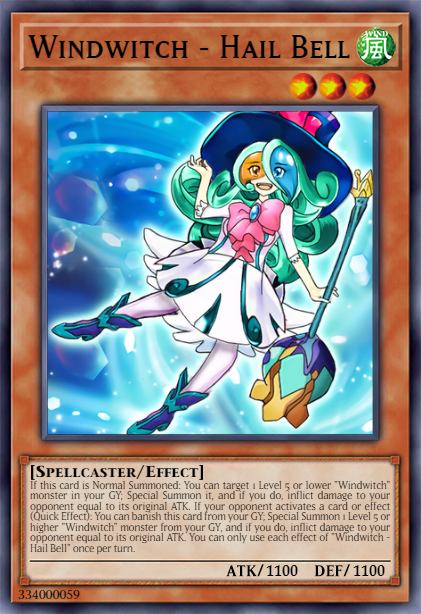 Windwitch - Hail Bell
WIND
風
[Spellcaster/Effect]
If this card is Normal Summoned: You can target 1 Level 5 or lower "Windwitch"
monster in your GY; Special Summon it, and if you do, inflict damage to your
opponent equal to its original ATK. If your opponent activates a card or effect
(Quick Effect): You can banish this card from your GY; Special Summon 1 Level 5 or
higher "Windwitch" monster from your GY, and if you do, inflict damage to your
opponent equal to its original ATK. You can only use each effect of "Windwitch -
Hail Bell" once per turn.
ATK/1100 DEF/1100
334000059